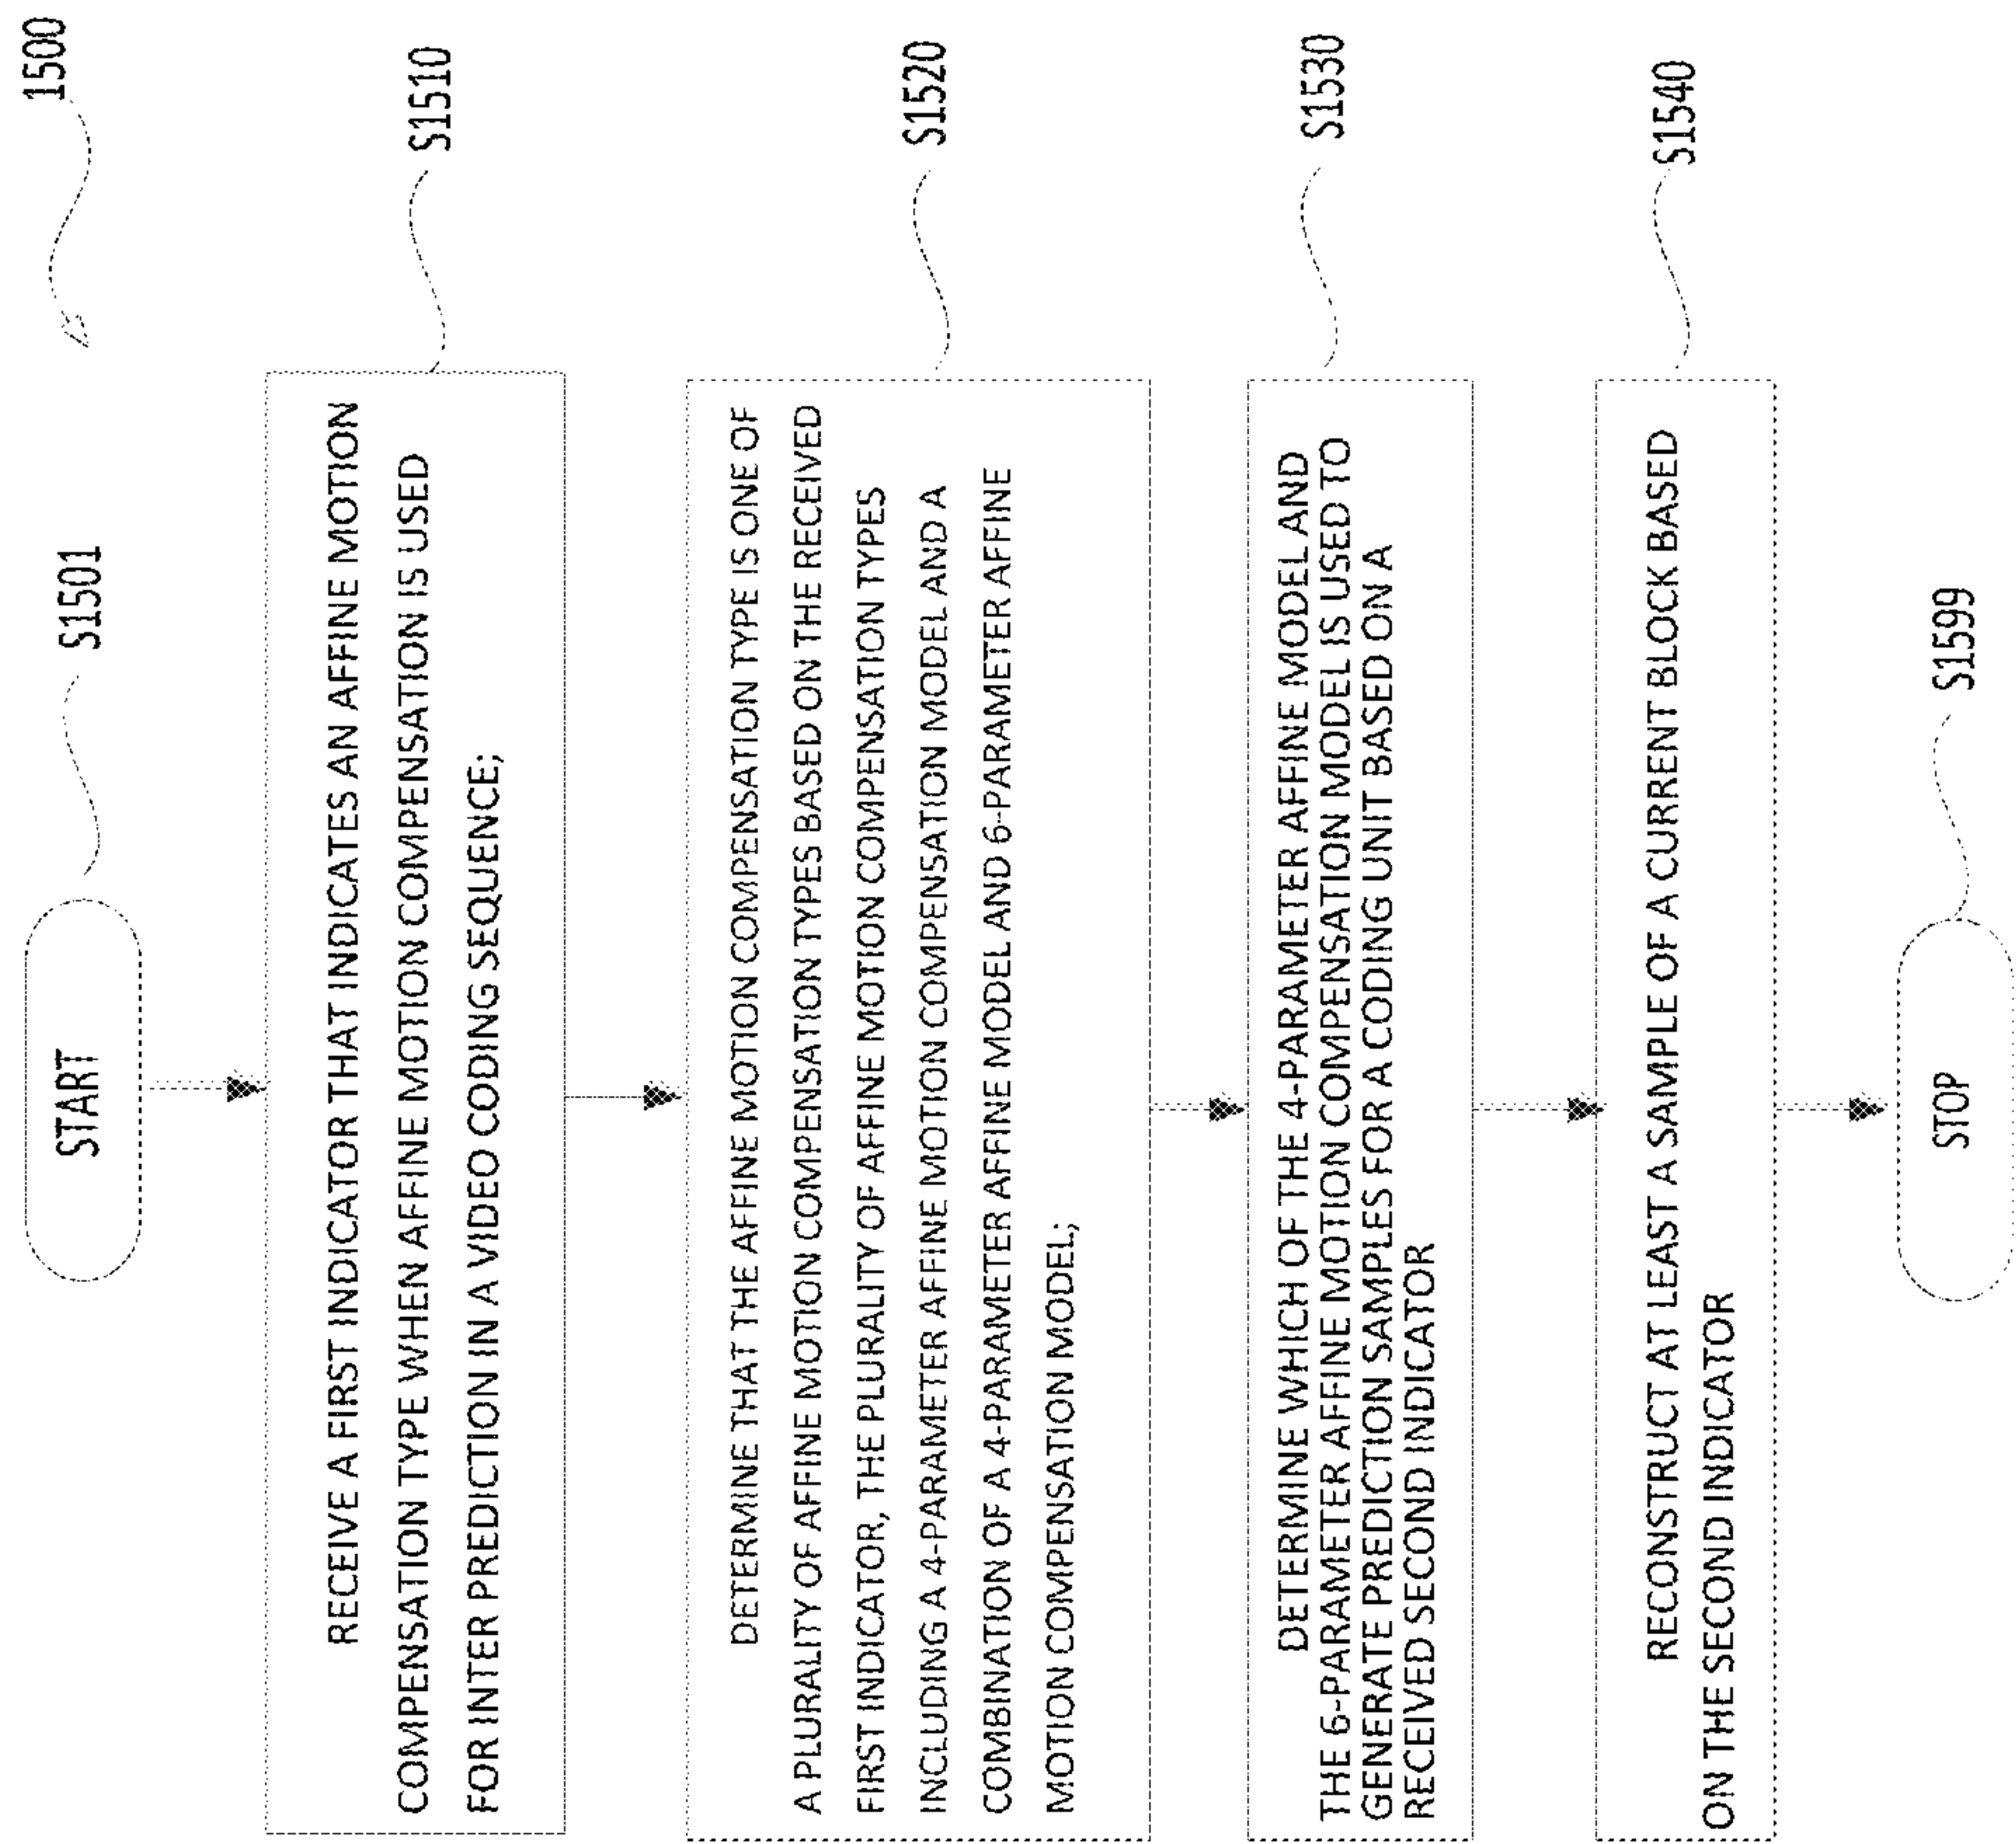 1500
START
S1501
RECEIVE A FIRST INDICATOR THAT INDICATES AN AFFINE MOTION
COMPENSATION TYPE WHEN AFFINE MOTION COMPENSATION IS USED
FOR INTER PREDICTION IN A VIDEO CODING SEQUENCE;
S1510
DETERMINE THAT THE AFFINE MOTION COMPENSATION TYPE IS ONE OF
A PLURALITY OF AFFINE MOTION COMPENSATION TYPES BASED ON THE RECEIVED
FIRST INDICATOR, THE PLURALITY OF AFFINE MOTION COMPENSATION TYPES
INCLUDING A 4-PARAMETER AFFINE MOTION COMPENSATION MODEL AND A
COMBINATION OF A 4-PARAMETER AFFINE MODEL AND 6-PARAMETER AFFINE
MOTION COMPENSATION MODEL;
S1520
DETERMINE WHICH OF THE 4-PARAMETER AFFINE MODEL AND
THE 6-PARAMETER AFFINE MOTION COMPENSATION MODEL IS USED TO
GENERATE PREDICTION SAMPLES FOR A CODING UNIT BASED ON A
RECEIVED SECOND INDICATOR
S1530
RECONSTRUCT AT LEAST A SAMPLE OF A CURRENT BLOCK BASED
ON THE SECOND INDICATOR
S1540
STOP
S1599